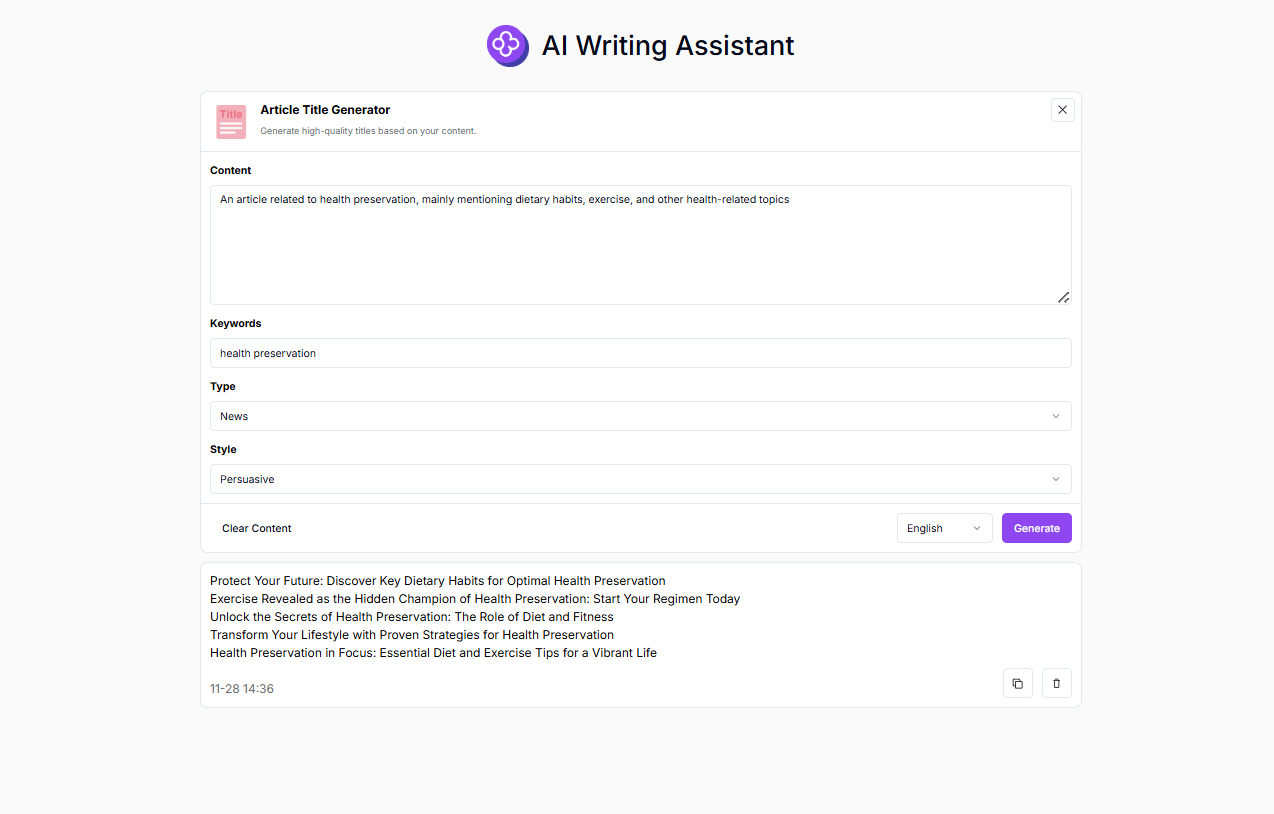 AI Writing Assistant
Title
Article Title Generator
Generate high-quality titles based on your content.
Content
An article related to health preservation, mainly mentioning dietary habits, exercise, and other health-related topics
Keywords
health preservation
Type
News
Style
Persuasive
Clear Content
English
Generate
Protect Your Future: Discover Key Dietary Habits for Optimal Health Preservation
Exercise Revealed as the Hidden Champion of Health Preservation: Start Your Regimen Today
Unlock the Secrets of Health Preservation: The Role of Diet and Fitness
Transform Your Lifestyle with Proven Strategies for Health Preservation
Health Preservation in Focus: Essential Diet and Exercise Tips for a Vibrant Life
11-28 14:36